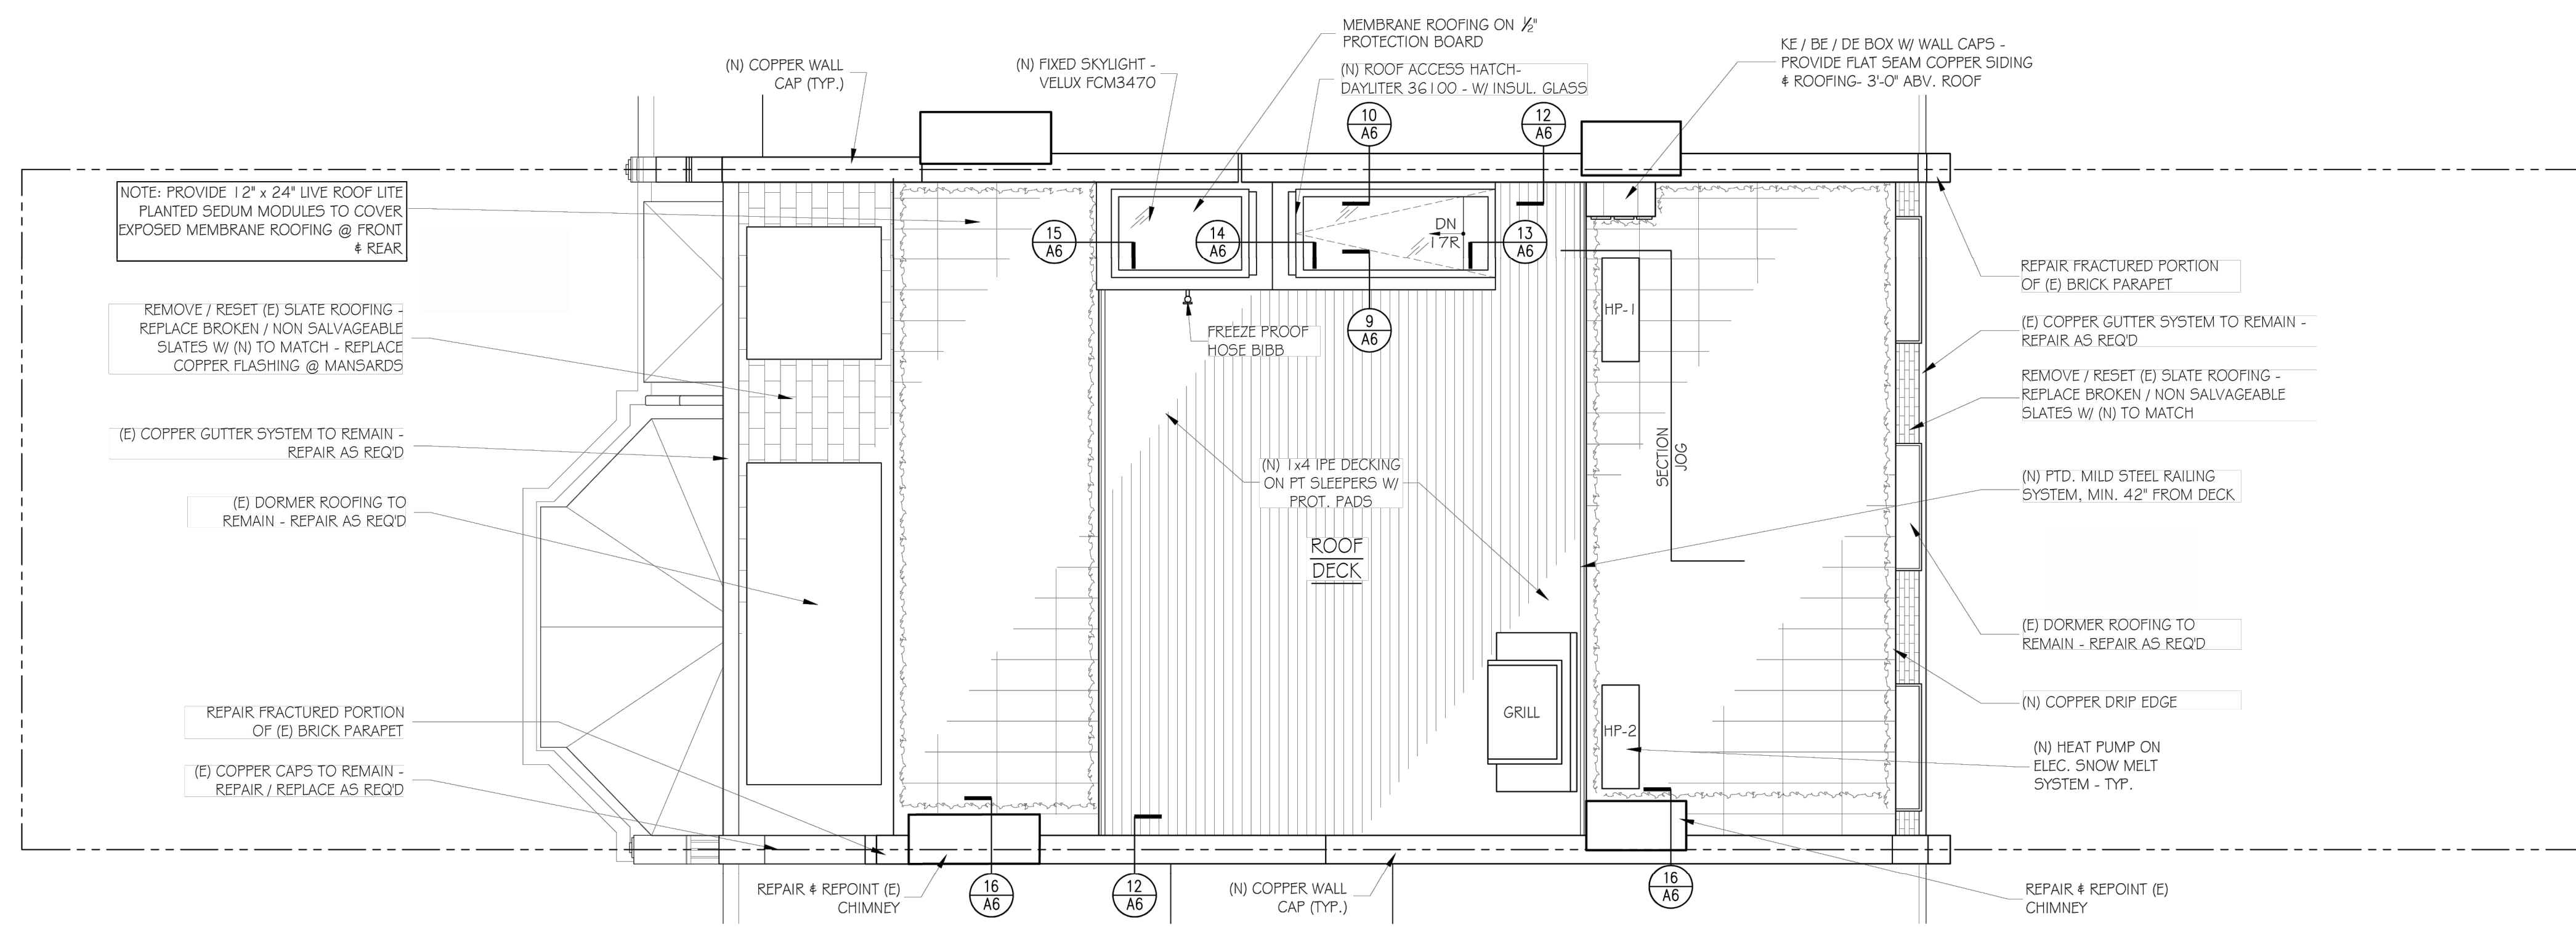 MEMBRANE ROOFING ON 1/2"
PROTECTION BOARD
(N) COPPER WALL
CAP (TYP.)
(N) FIXED SKYLIGHT -
VELUX FCM3470
(N) ROOF ACCESS HATCH-
DAYLITER 36100 - W/ INSUL. GLASS
KE / BE / DE BOX W/ WALL CAPS -
PROVIDE FLAT SEAM COPPER SIDING
& ROOFING- 3'-0" ABV. ROOF
10
A6
12
A6
NOTE: PROVIDE 12" x 24" LIVE ROOF LITE
PLANTED SEDUM MODULES TO COVER
EXPOSED MEMBRANE ROOFING @ FRONT
& REAR
15
A6
14
A6
DN
17R
13
A6
REMOVE / RESET (E) SLATE ROOFING -
REPLACE BROKEN / NON SALVAGEABLE
SLATES W/ (N) TO MATCH - REPLACE
COPPER FLASHING @ MANSARDS
FREEZE PROOF
HOSE BIBB
9
A6
HP-1
REPAIR FRACTURED PORTION
OF (E) BRICK PARAPET
(E) COPPER GUTTER SYSTEM TO REMAIN -
REPAIR AS REQ'D
REMOVE / RESET (E) SLATE ROOFING -
REPLACE BROKEN / NON SALVAGEABLE
SLATES W/ (N) TO MATCH
(E) COPPER GUTTER SYSTEM TO REMAIN -
REPAIR AS REQ'D
(N) 1x4 IPE DECKING
ON PT SLEEPERS W/
PROT. PADS
SECTION
JOG
(N) PTD. MILD STEEL RAILING
SYSTEM, MIN. 42" FROM DECK
(E) DORMER ROOFING TO
REMAIN - REPAIR AS REQ'D
ROOF
DECK
(E) DORMER ROOFING TO
REMAIN - REPAIR AS REQ'D
REPAIR FRACTURED PORTION
OF (E) BRICK PARAPET
GRILL
HP-2
(N) COPPER DRIP EDGE
(E) COPPER CAPS TO REMAIN -
REPAIR / REPLACE AS REQ'D
(N) HEAT PUMP ON
ELEC. SNOW MELT
SYSTEM - TYP.
REPAIR & REPOINT (E)
CHIMNEY
16
A6
12
A6
(N) COPPER WALL
CAP (TYP.)
16
A6
REPAIR & REPOINT (E)
CHIMNEY